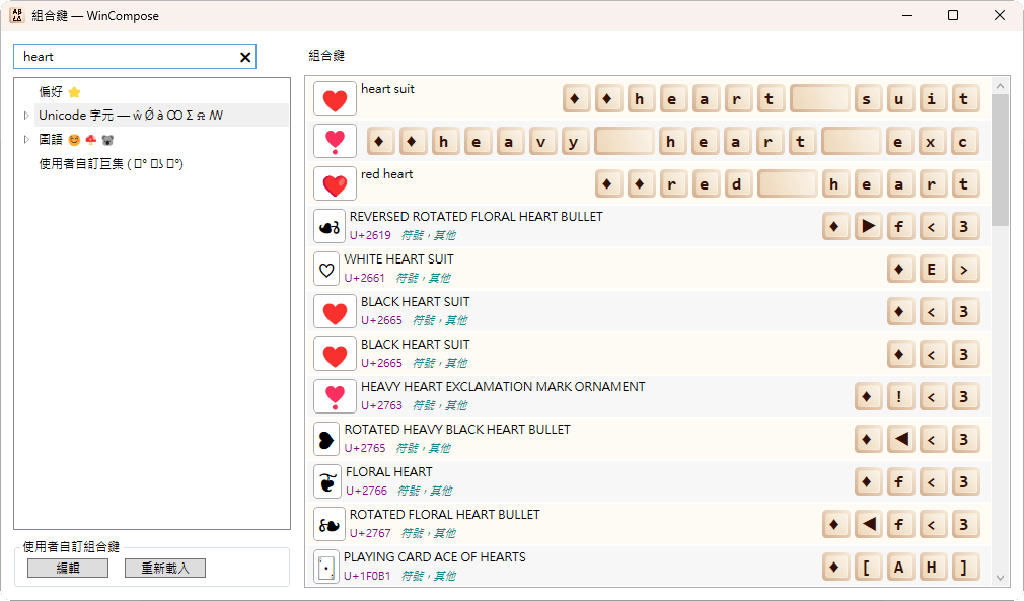 組合鍵 — WinCompose
heart
組合鍵
偏好
Unicode 字元 — ŵ Ǿ à Ꝏ Σ ꬱ Ꟃ
圖語
使用者自訂巨集
使用者自訂組合鍵
編輯
重新載入
heart suit
♦ ♦ h e a r t s u i t
♦ ♦ h e a v y h e a r t e x c
red heart
♦ ♦ r e d h e a r t
REVERSED ROTATED FLORAL HEART BULLET
♦ ▶ f < 3
U+2619 符號，其他
WHITE HEART SUIT
♦ E >
U+2661 符號，其他
BLACK HEART SUIT
♦ < 3
U+2665 符號，其他
BLACK HEART SUIT
♦ < 3
U+2665 符號，其他
HEAVY HEART EXCLAMATION MARK ORNAMENT
♦ ! < 3
U+2763 符號，其他
ROTATED HEAVY BLACK HEART BULLET
♦ ◀ < 3
U+2765 符號，其他
FLORAL HEART
♦ f < 3
U+2766 符號，其他
ROTATED FLORAL HEART BULLET
♦ ◀ f < 3
U+2767 符號，其他
PLAYING CARD ACE OF HEARTS
♦ [ A H ]
U+1F0B1 符號，其他